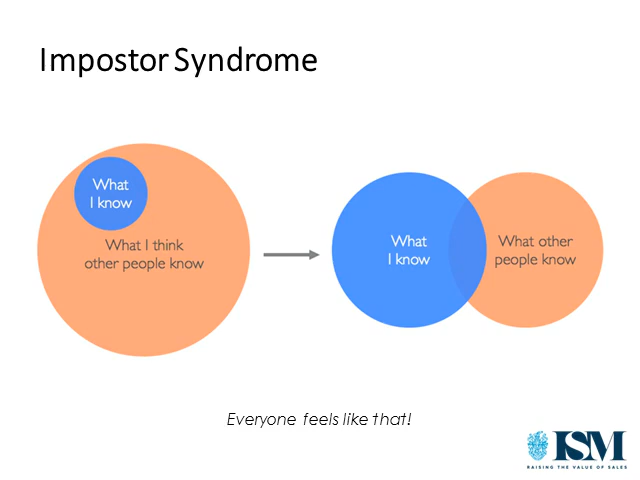 Impostor Syndrome
What
I know
What I think
other people know
What
I know
What other
people know
Everyone feels like that!
ISM
RAISING THE VALUE OF SALES